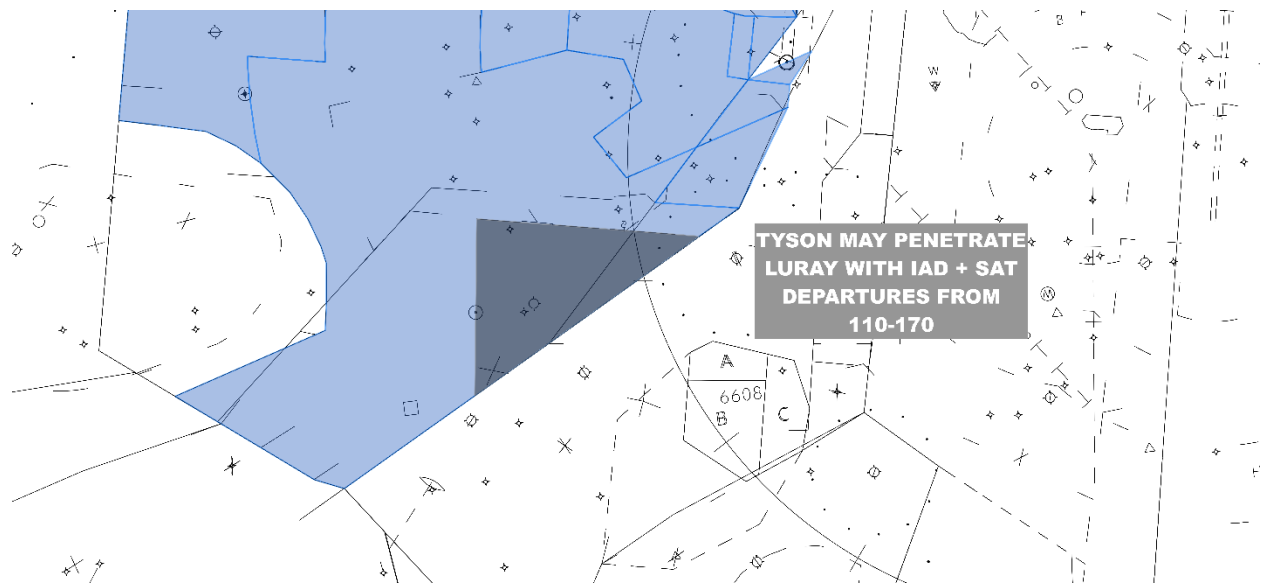 B
W
TYSON MAY PENETRATE
LURAY WITH IAD + SAT
DEPARTURES FROM
110-170
M
A
6608
B
C